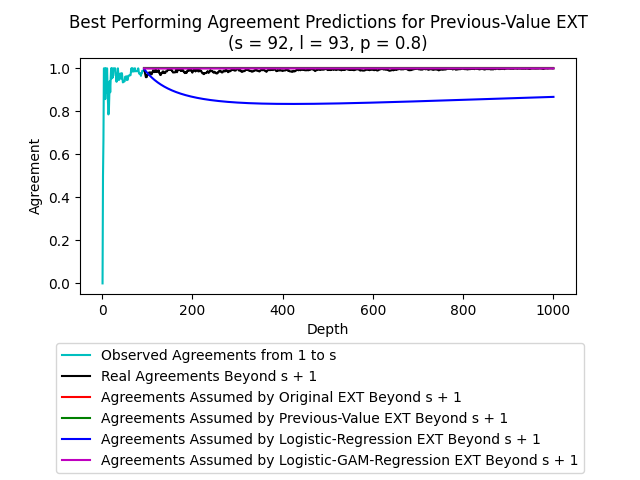 Best Performing Agreement Predictions for Previous-Value EXT
(s = 92, l = 93, p = 0.8)
1.0
0.8
0.6
0.4
0.2
0.0
Agreement
0 200 400 600 800 1000
Depth
Observed Agreements from 1 to s
Real Agreements Beyond s + 1
Agreements Assumed by Original EXT Beyond s + 1
Agreements Assumed by Previous-Value EXT Beyond s + 1
Agreements Assumed by Logistic-Regression EXT Beyond s + 1
Agreements Assumed by Logistic-GAM-Regression EXT Beyond s + 1